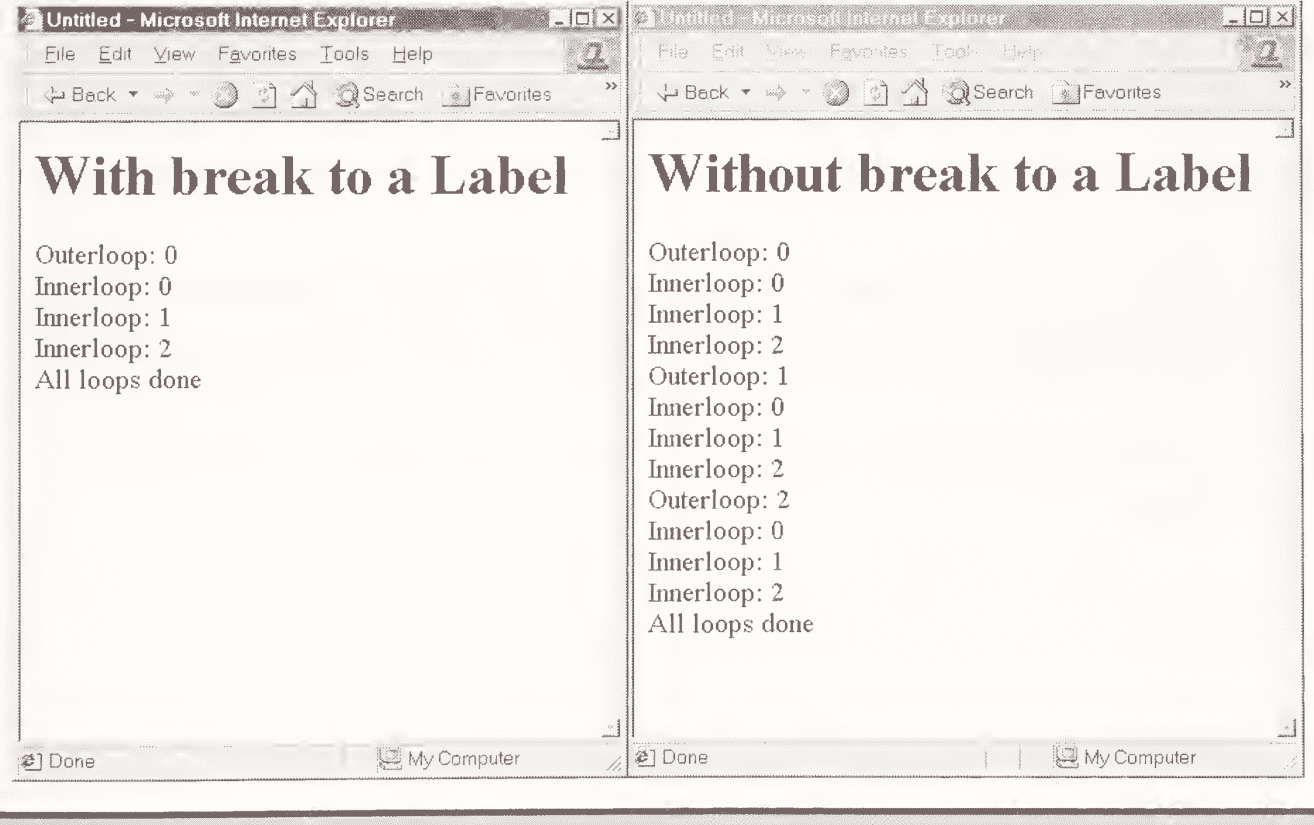 Untitled - Microsoft Internet Explorer
File Edit View Favorites Tools Help
Back Search Favorites »
With break to a Label
Outerloop: 0
Innerloop: 0
Innerloop: 1
Innerloop: 2
All loops done
Done My Computer
Untitled - Microsoft Internet Explorer
File Edit View Favorites Tools Help
Back Search Favorites »
Without break to a Label
Outerloop: 0
Innerloop: 0
Innerloop: 1
Innerloop: 2
Outerloop: 1
Innerloop: 0
Innerloop: 1
Innerloop: 2
Outerloop: 2
Innerloop: 0
Innerloop: 1
Innerloop: 2
All loops done
Done My Computer